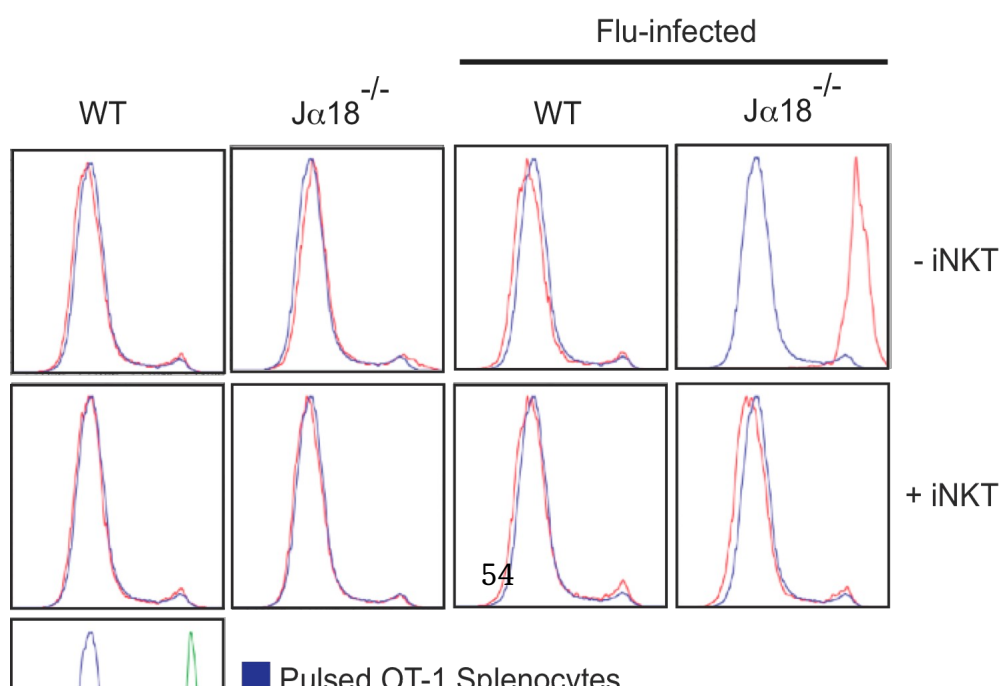 Flu-infected
WT
Jα18-/-
WT
Jα18-/-
- iNKT
+ iNKT
54
Pulsed OT-1 Splenocytes